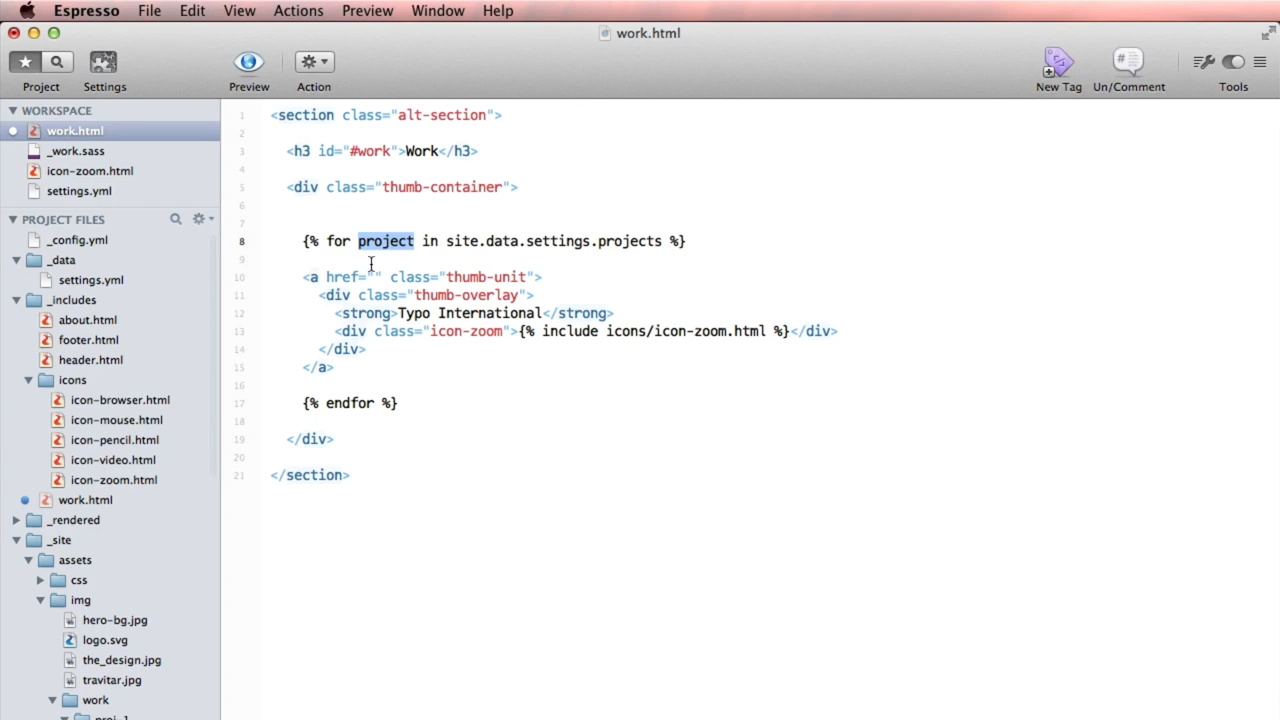 Espresso File Edit View Actions Preview Window Help
work.html
Project Settings Preview Action New Tag Un/Comment Tools
WORKSPACE
work.html
_work.sass
icon-zoom.html
settings.yml
PROJECT FILES
_config.yml
_data
settings.yml
_includes
about.html
footer.html
header.html
icons
icon-browser.html
icon-mouse.html
icon-pencil.html
icon-video.html
icon-zoom.html
work.html
_rendered
_site
assets
css
img
hero-bg.jpg
logo.svg
the_design.jpg
travitar.jpg
work
proj-1
1 <section class="alt-section">
2
3 <h3 id="#work">Work</h3>
4
5 <div class="thumb-container">
6
7
8 {% for project in site.data.settings.projects %}
9
10 <a href="" class="thumb-unit">
11 <div class="thumb-overlay">
12 <strong>Typo International</strong>
13 <div class="icon-zoom">{% include icons/icon-zoom.html %}</div>
14 </div>
15 </a>
16
17 {% endfor %}
18
19 </div>
20
21 </section>